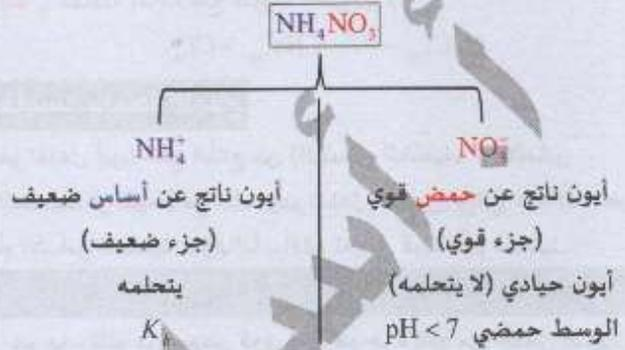 NH₄NO₃
NO₃⁻
أيون ناتج عن حمض قوي
(جزء قوي)
أيون حيادي (لا يتحلمه)
الوسط حمضي pH < 7
NH₄⁺
أيون ناتج عن أساس ضعيف
(جزء ضعيف)
يتحلمه
Kₕ